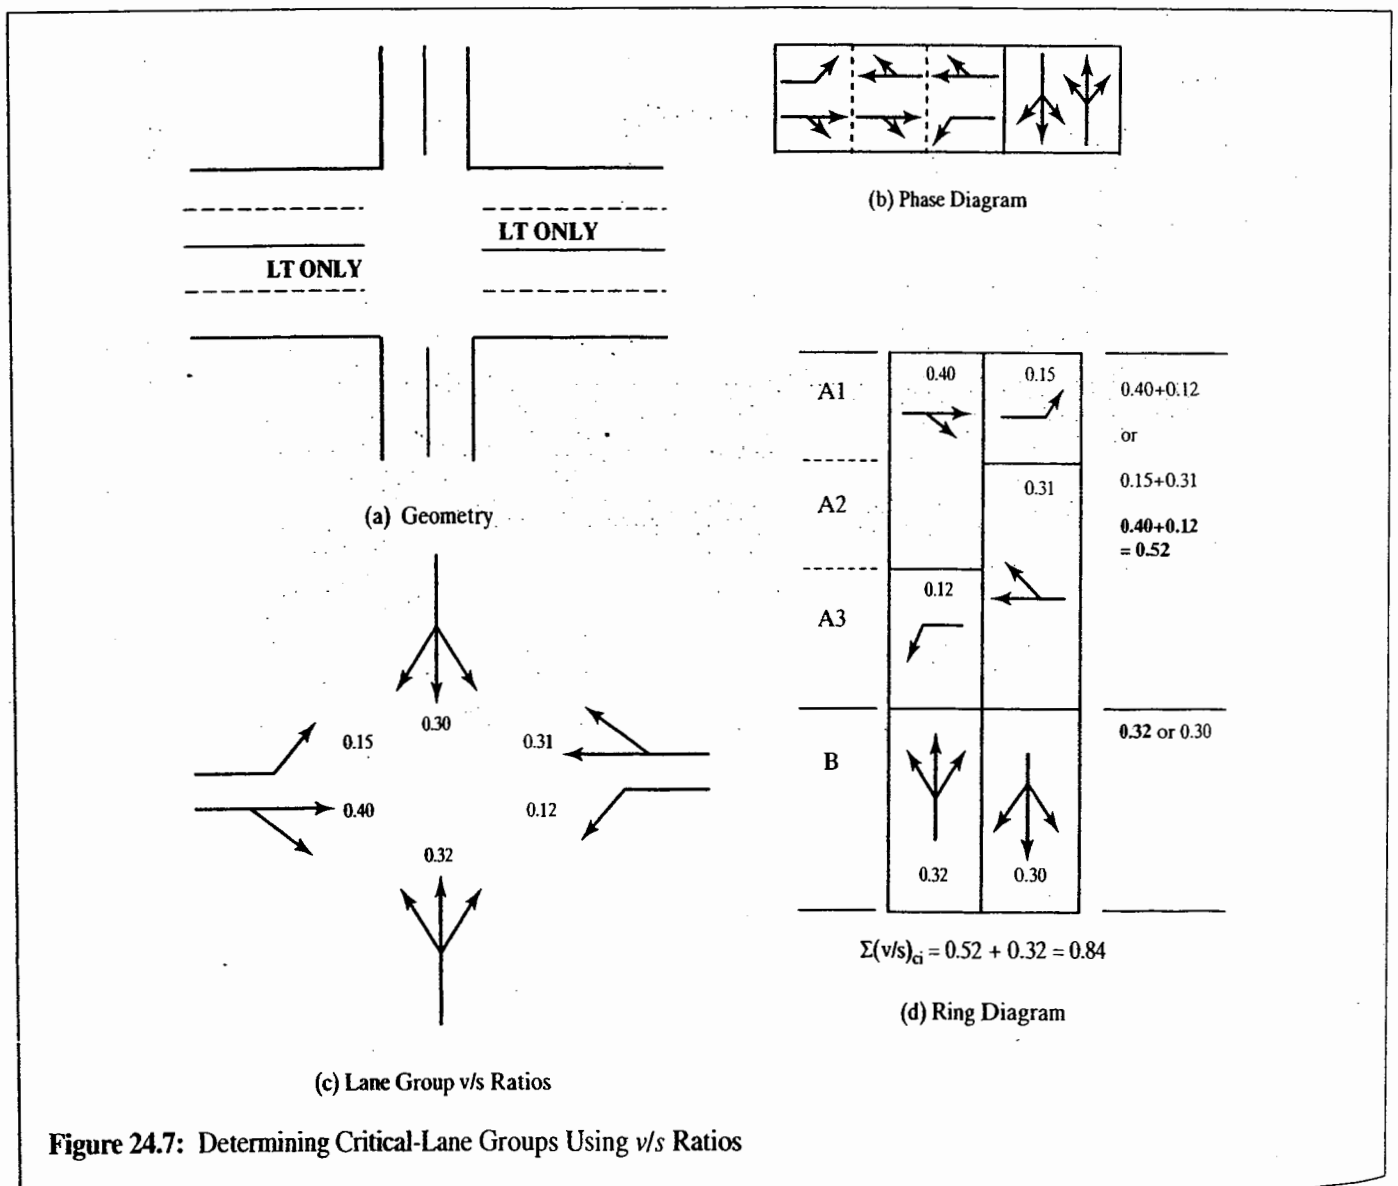 LT ONLY
LT ONLY
(a) Geometry
(b) Phase Diagram
0.30
0.15
0.31
0.40
0.12
0.32
(c) Lane Group v/s Ratios
A1
0.40
0.15
0.40+0.12
or
A2
0.31
0.15+0.31
0.40+0.12
= 0.52
A3
0.12
B
0.32 or 0.30
0.32
0.30
Σ(v/s)ci = 0.52 + 0.32 = 0.84
(d) Ring Diagram
Figure 24.7: Determining Critical-Lane Groups Using v/s Ratios